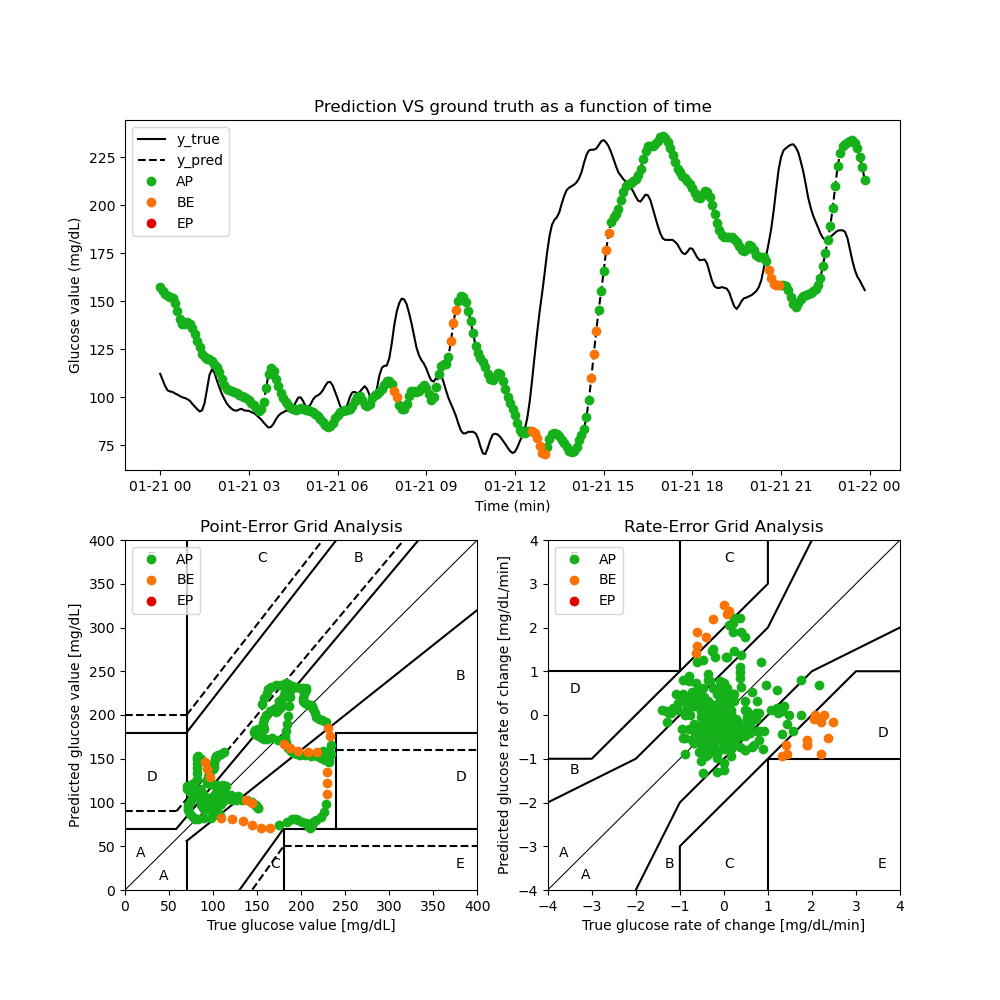 Prediction VS ground truth as a function of time
Glucose value (mg/dL)
225
200
175
150
125
100
75
y_true
y_pred
AP
BE
EP
01-21 00 01-21 03 01-21 06 01-21 09 01-21 12 01-21 15 01-21 18 01-21 21 01-22 00
Time (min)
Point-Error Grid Analysis
Predicted glucose value [mg/dL]
400
350
300
250
200
150
100
50
0
AP
BE
EP
C
B
B
D
D
A
A
C
E
0 50 100 150 200 250 300 350 400
True glucose value [mg/dL]
Rate-Error Grid Analysis
Predicted glucose rate of change [mg/dL/min]
4
3
2
1
0
−1
−2
−3
−4
AP
BE
EP
C
D
D
B
A
A
B
C
E
−4 −3 −2 −1 0 1 2 3 4
True glucose rate of change [mg/dL/min]